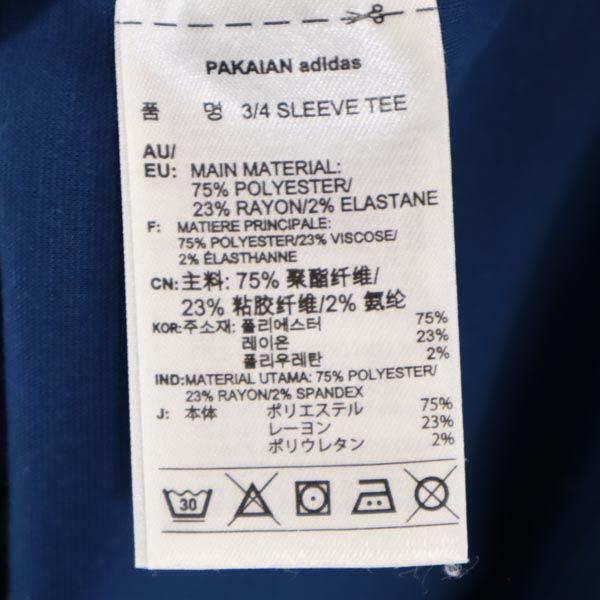 PAKAIAN adidas
품 명 3/4 SLEEVE TEE
AU/
EU: MAIN MATERIAL:
75% POLYESTER/
23% RAYON/2% ELASTANE
F: MATIERE PRINCIPALE:
75% POLYESTER/23% VISCOSE/
2% ÉLASTHANNE
CN: 主料: 75% 聚酯纤维/
23% 粘胶纤维/2% 氨纶
KOR: 주소재: 폴리에스터 75%
레이온 23%
폴리우레탄 2%
IND: MATERIAL UTAMA: 75% POLYESTER/
23% RAYON/2% SPANDEX
J: 本体 ポリエステル 75%
レーヨン 23%
ポリウレタン 2%
30